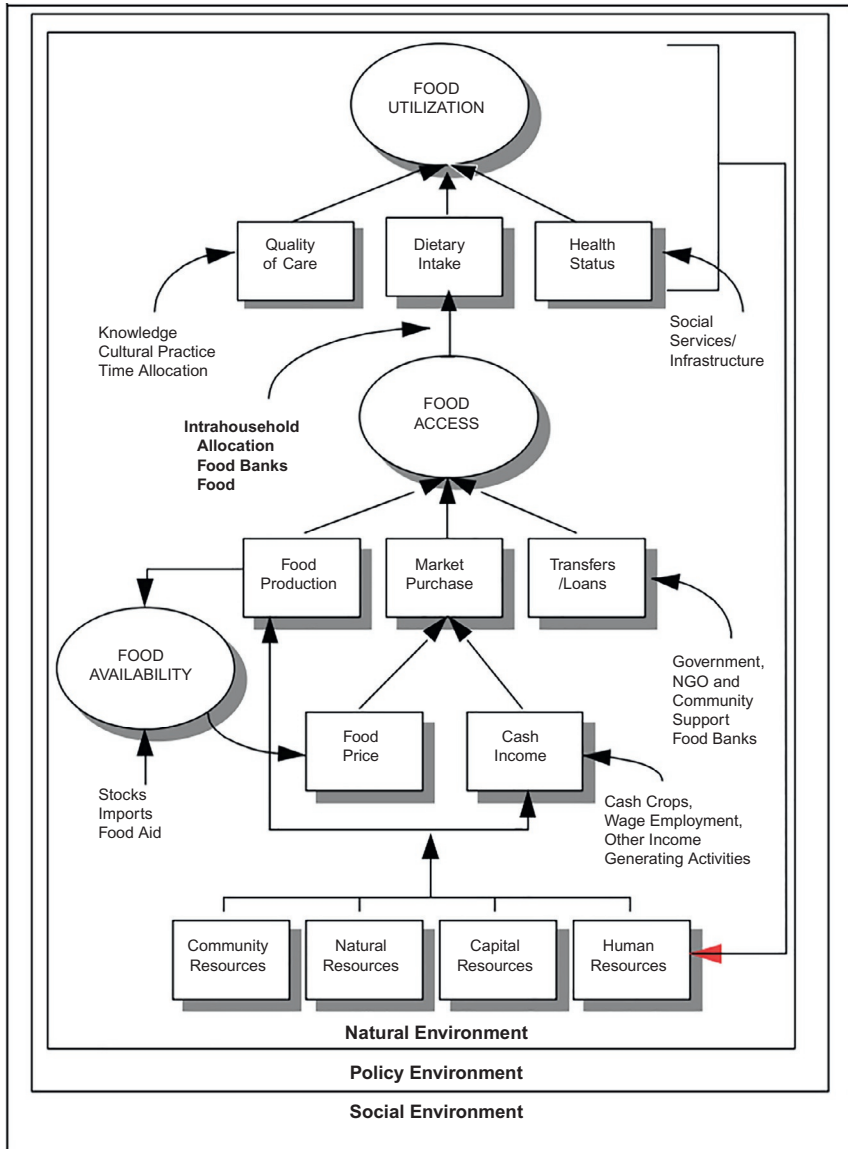 FOOD
UTILIZATION
Quality
of Care
Dietary
Intake
Health
Status
Knowledge
Cultural Practice
Time Allocation
Social
Services/
Infrastructure
Intrahousehold
Allocation
Food Banks
Food
FOOD
ACCESS
Food
Production
Market
Purchase
Transfers
/Loans
FOOD
AVAILABILITY
Government,
NGO and
Community
Support
Food Banks
Food
Price
Cash
Income
Stocks
Imports
Food Aid
Cash Crops,
Wage Employment,
Other Income
Generating Activities
Community
Resources
Natural
Resources
Capital
Resources
Human
Resources
Natural Environment
Policy Environment
Social Environment